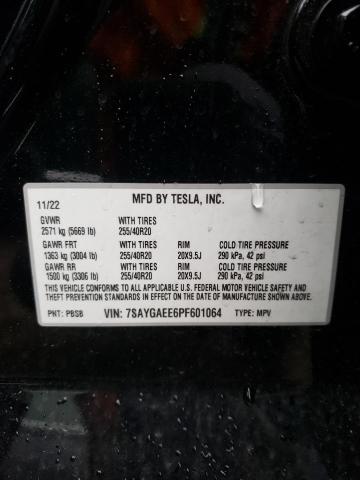 MFD BY TESLA, INC.
11/22
GVWR WITH TIRES
2571 kg (5669 lb) 255/40R20
GAWR FRT WITH TIRES RIM COLD TIRE PRESSURE
1363 kg (3004 lb) 255/40R20 20X9.5J 290 kPa, 42 psi
GAWR RR WITH TIRES RIM COLD TIRE PRESSURE
1500 kg (3306 lb) 255/40R20 20X9.5J 290 kPa, 42 psi
THIS VEHICLE CONFORMS TO ALL APPLICABLE U.S. FEDERAL MOTOR VEHICLE SAFETY AND
THEFT PREVENTION STANDARDS IN EFFECT ON THE DATE OF MANUFACTURE SHOWN ABOVE.
PNT: PBSB VIN: 7SAYGAEE6PF601064 TYPE: MPV